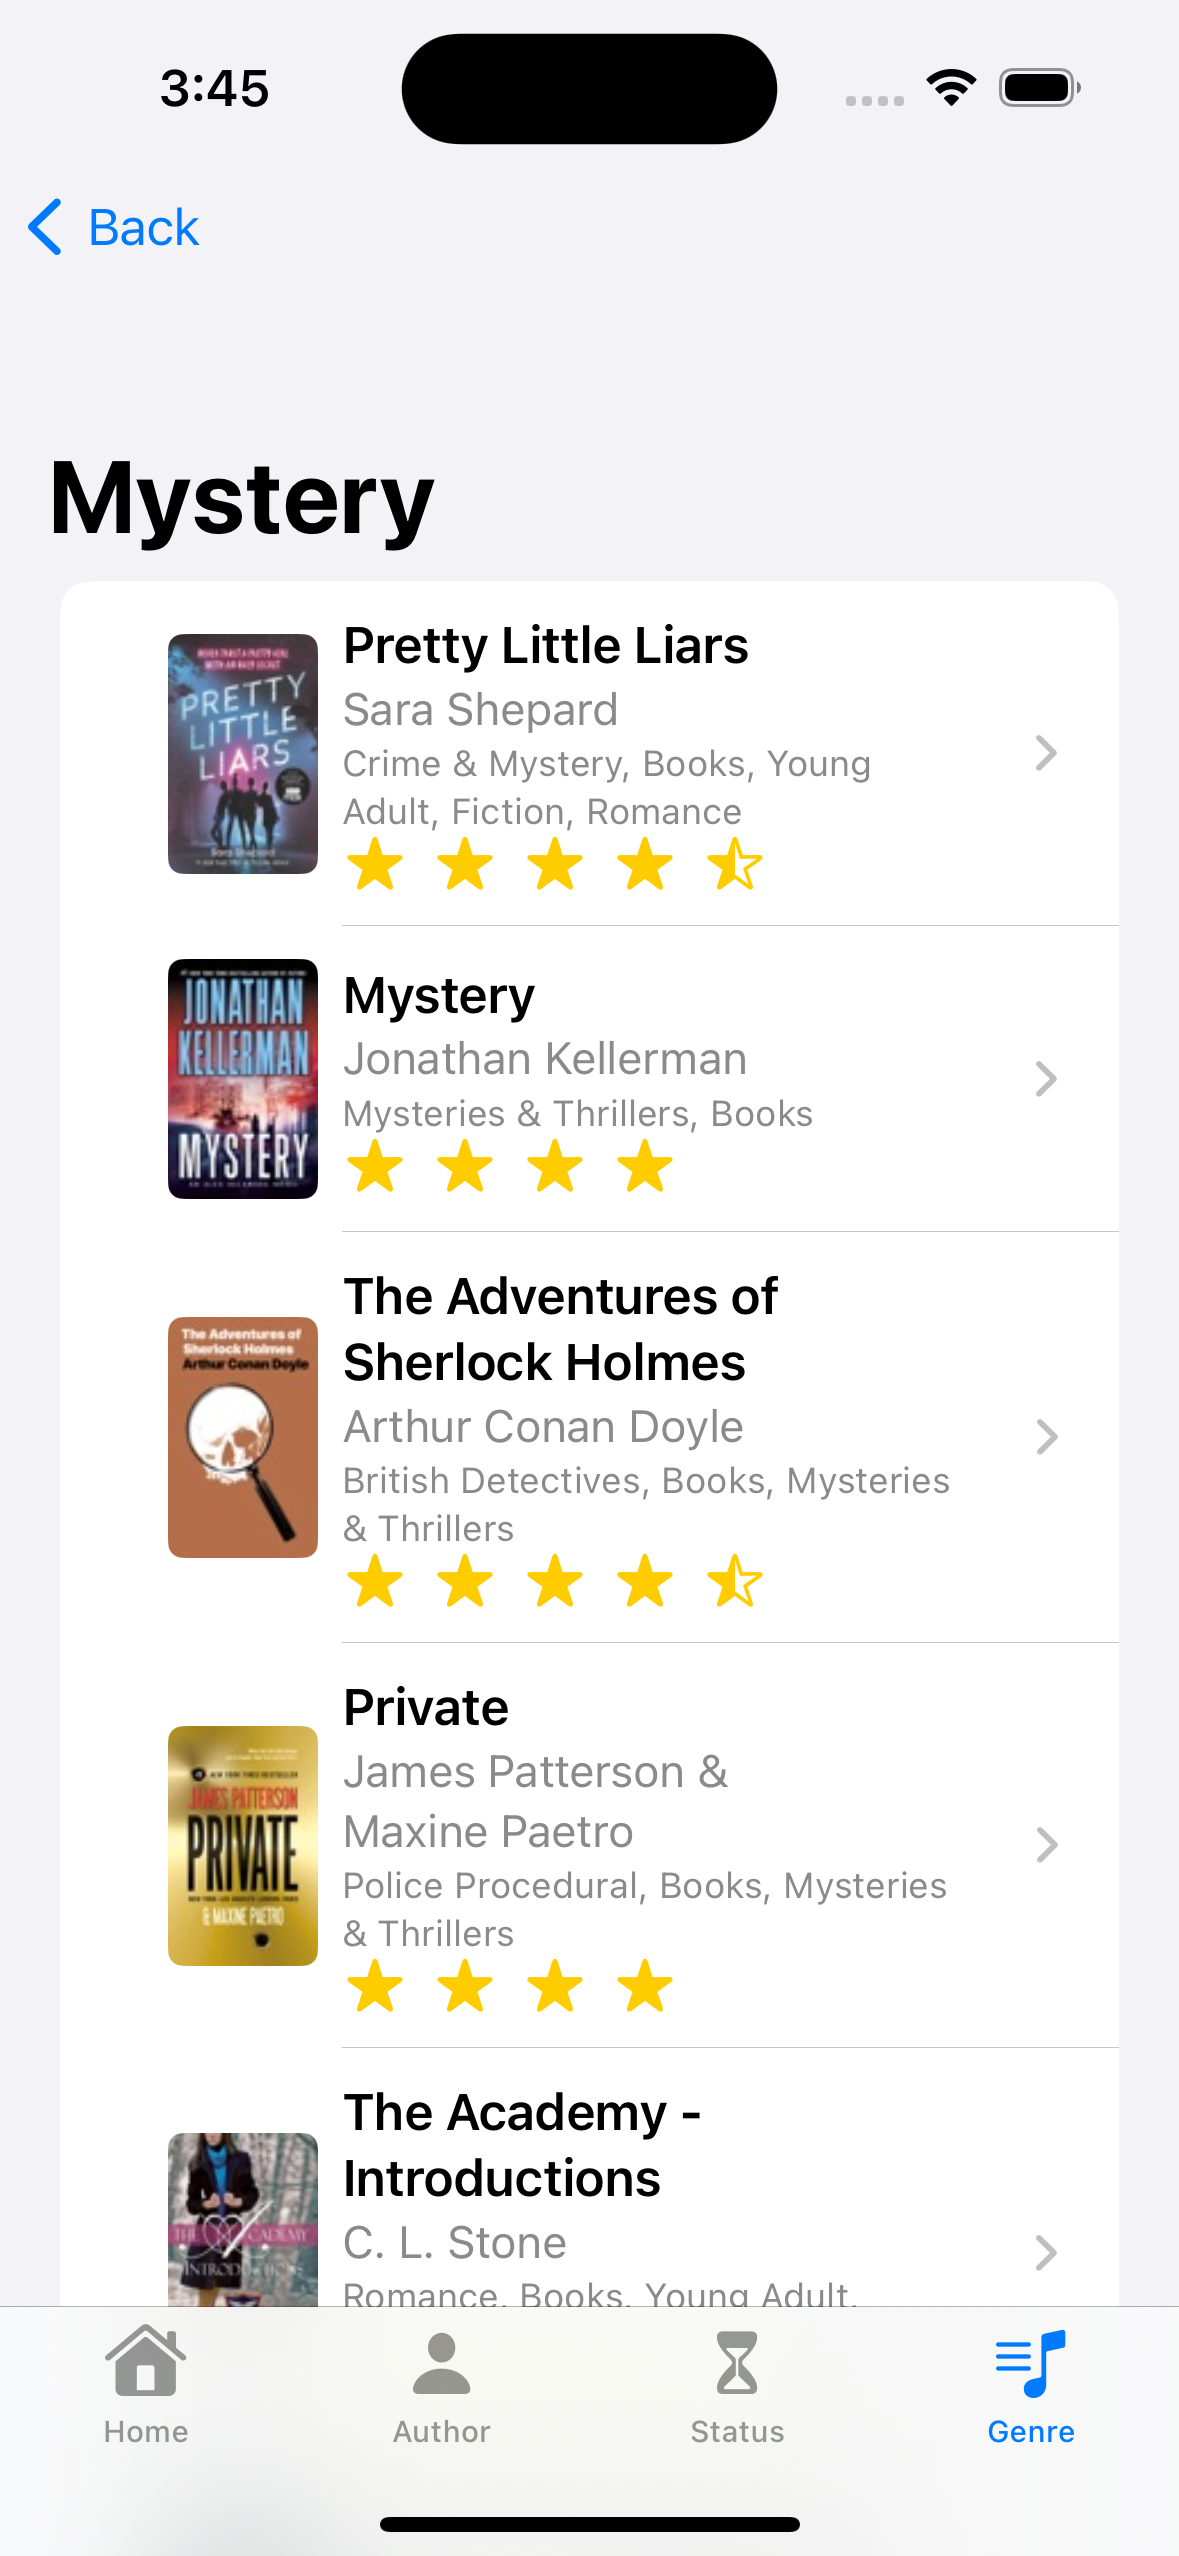 3:45
Back
Mystery
PRETTY
LITTLE
LIARS
Sara Shepard
Pretty Little Liars
Sara Shepard
Crime & Mystery, Books, Young
Adult, Fiction, Romance
JONATHAN
KELLERMAN
MYSTERY
Mystery
Jonathan Kellerman
Mysteries & Thrillers, Books
The Adventures of
Sherlock Holmes
Arthur Conan Doyle
The Adventures of
Sherlock Holmes
Arthur Conan Doyle
British Detectives, Books, Mysteries
& Thrillers
JAMES PATTERSON
PRIVATE
& MAXINE PAETRO
Private
James Patterson &
Maxine Paetro
Police Procedural, Books, Mysteries
& Thrillers
THE ACADEMY
INTRODUCTIONS
The Academy -
Introductions
C. L. Stone
Romance, Books, Young Adult,
Home
Author
Status
Genre